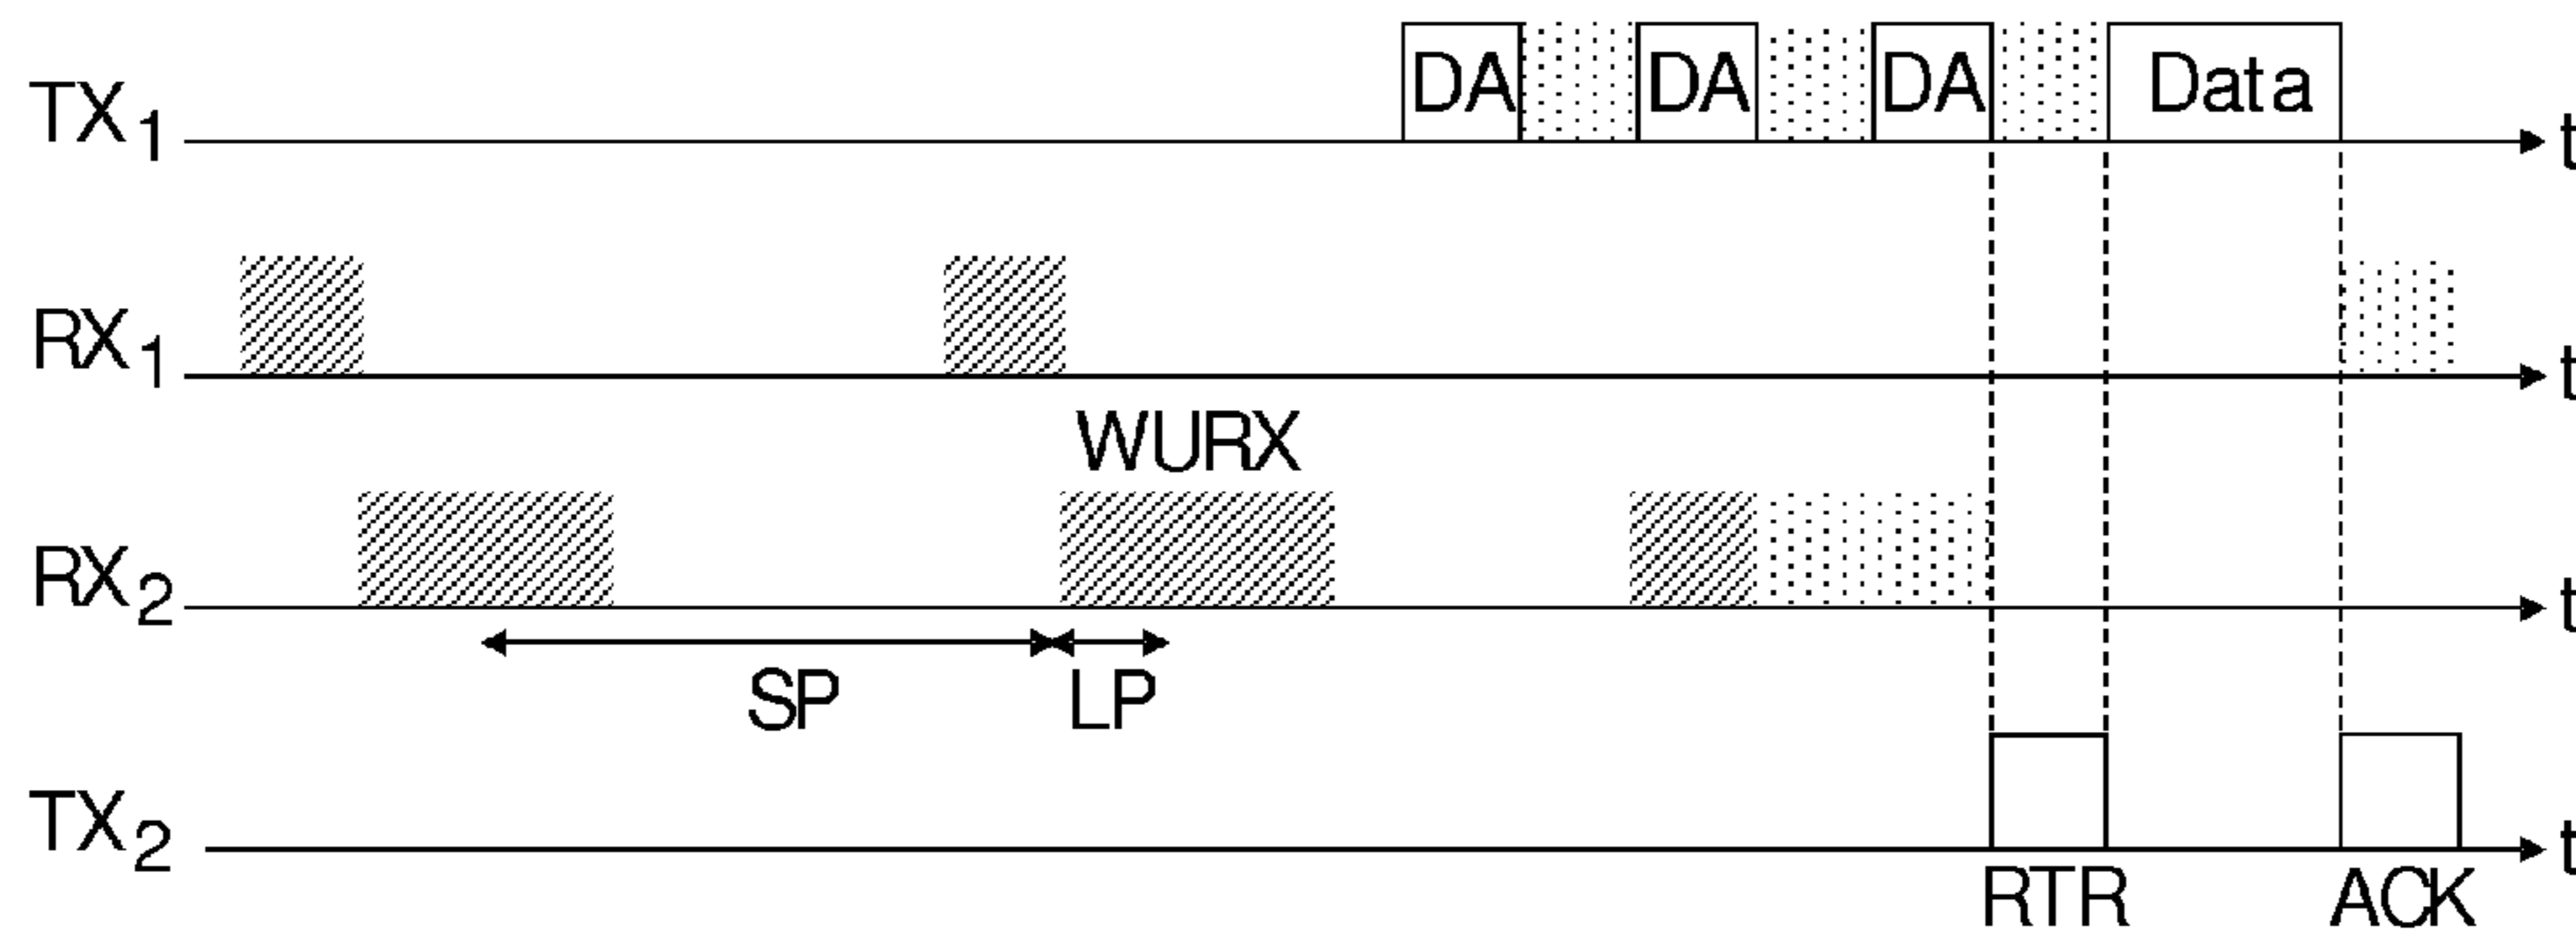 TX1 DA DA DA Data t
RX1 t
WURX
RX2 t
SP LP
TX2 t
RTR ACK